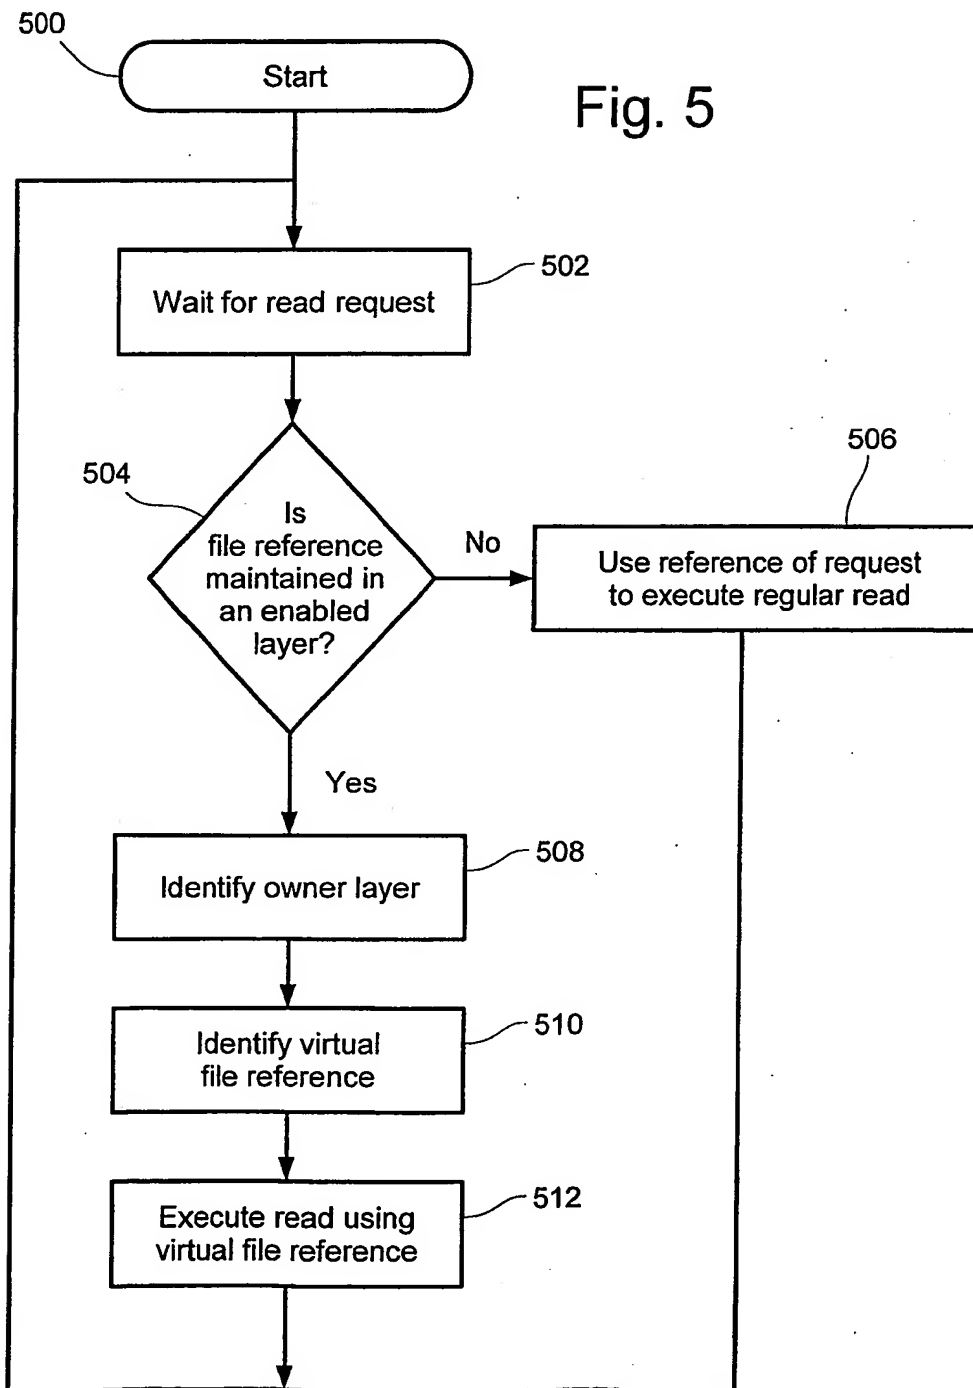 500
Start
Fig. 5
502
Wait for read request
504
506
Is
file reference
maintained in
an enabled
layer?
No
Use reference of request
to execute regular read
Yes
508
Identify owner layer
510
Identify virtual
file reference
512
Execute read using
virtual file reference